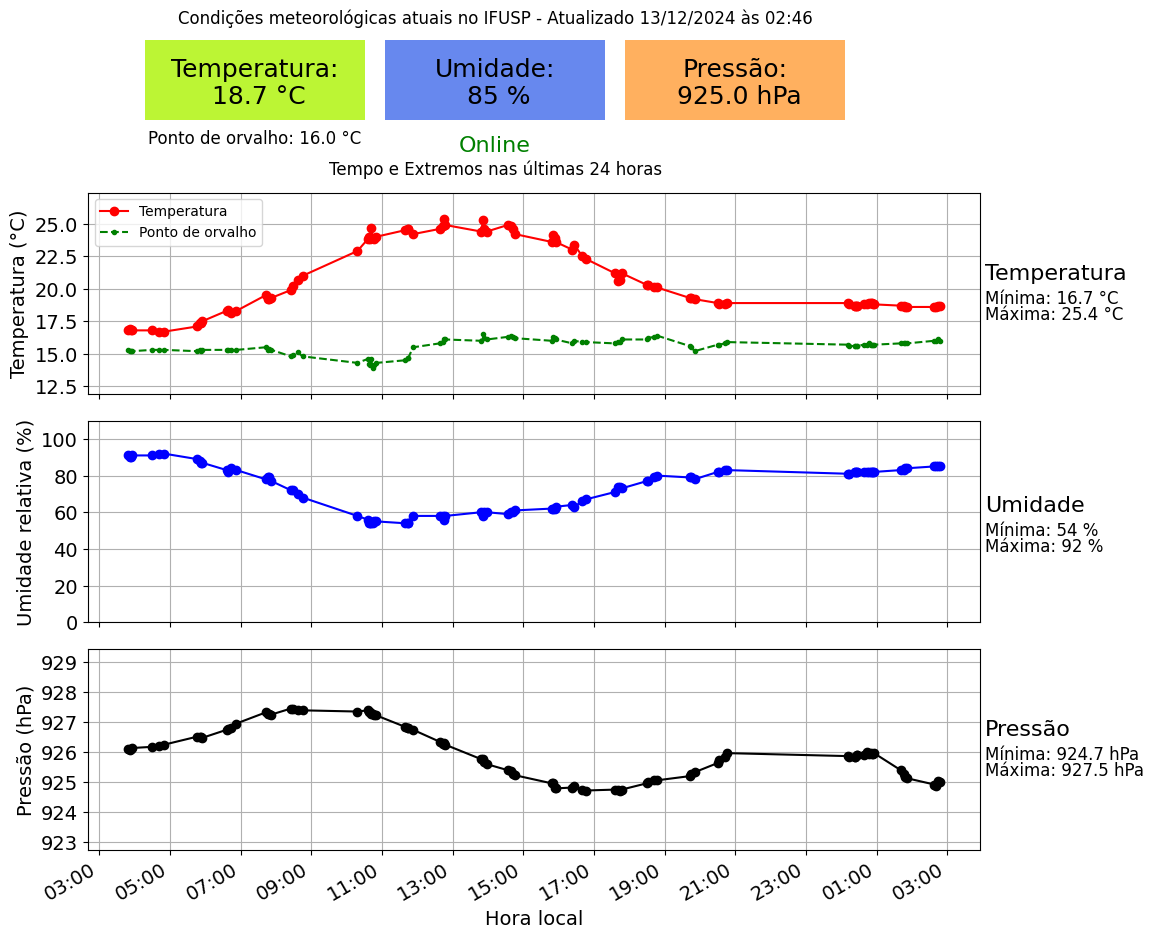 Condições meteorológicas atuais no IFUSP - Atualizado 13/12/2024 às 02:46
Temperatura:
18.7 °C
Umidade:
85 %
Pressão:
925.0 hPa
Ponto de orvalho: 16.0 °C
Online
Tempo e Extremos nas últimas 24 horas
Temperatura
Ponto de orvalho
Temperatura (°C)
25.0
22.5
20.0
17.5
15.0
12.5
Temperatura
Mínima: 16.7 °C
Máxima: 25.4 °C
Umidade relativa (%)
100
80
60
40
20
0
Umidade
Mínima: 54 %
Máxima: 92 %
Pressão (hPa)
929
928
927
926
925
924
923
Pressão
Mínima: 924.7 hPa
Máxima: 927.5 hPa
03:00 05:00 07:00 09:00 11:00 13:00 15:00 17:00 19:00 21:00 23:00 01:00 03:00
Hora local